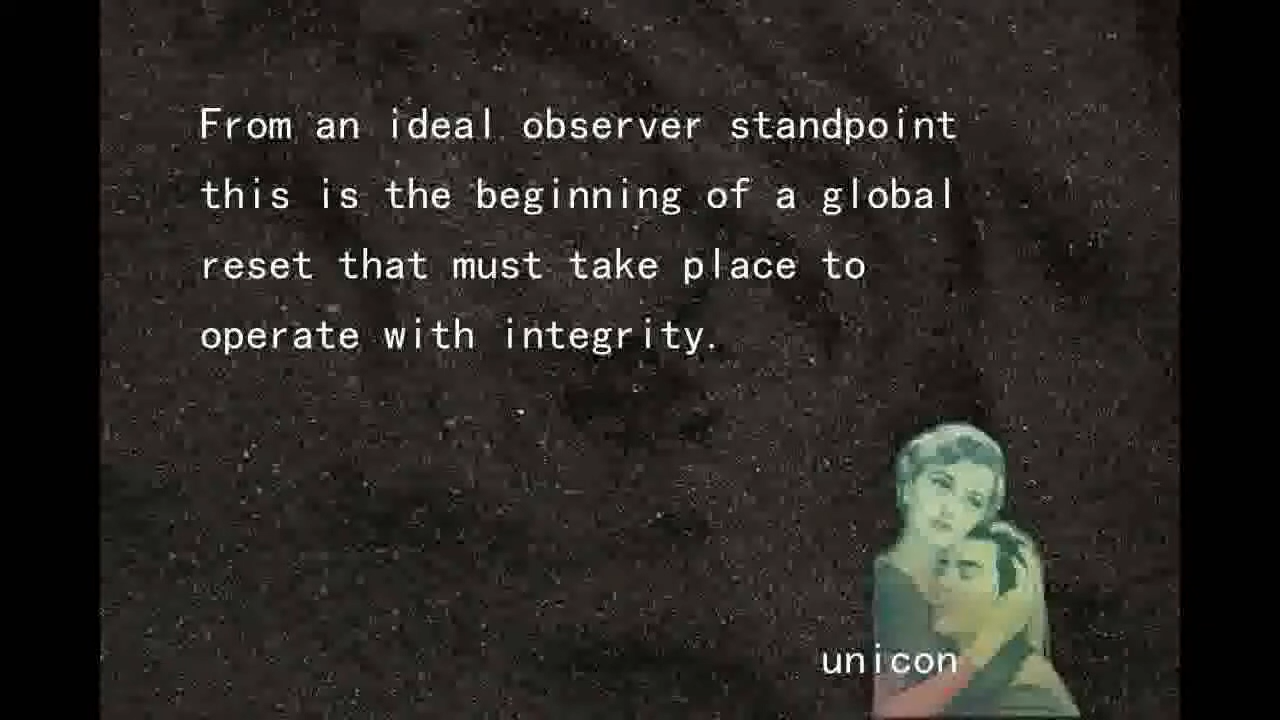 From an ideal observer standpoint
this is the beginning of a global
reset that must take place to
operate with integrity.
unicon